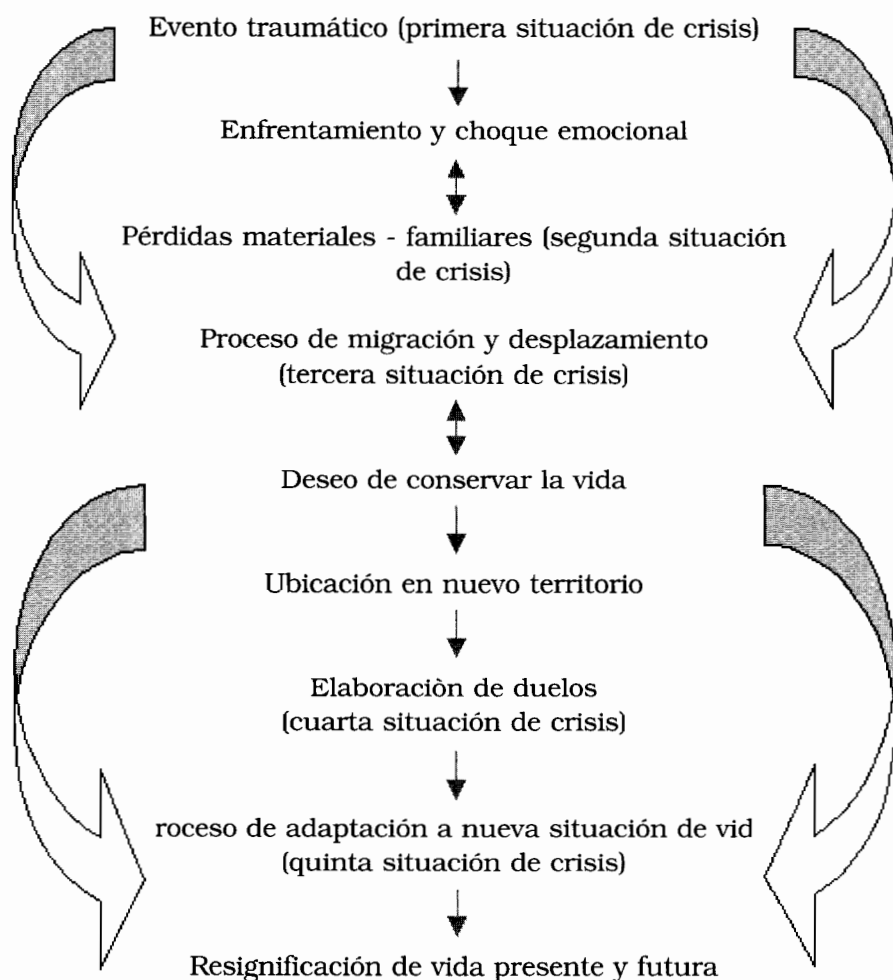 Evento traumático (primera situación de crisis)
Enfrentamiento y choque emocional
Pérdidas materiales - familiares (segunda situación
de crisis)
Proceso de migración y desplazamiento
(tercera situación de crisis)
Deseo de conservar la vida
Ubicación en nuevo territorio
Elaboraciòn de duelos
(cuarta situación de crisis)
roceso de adaptación a nueva situación de vid
(quinta situación de crisis)
Resignificación de vida presente y futura